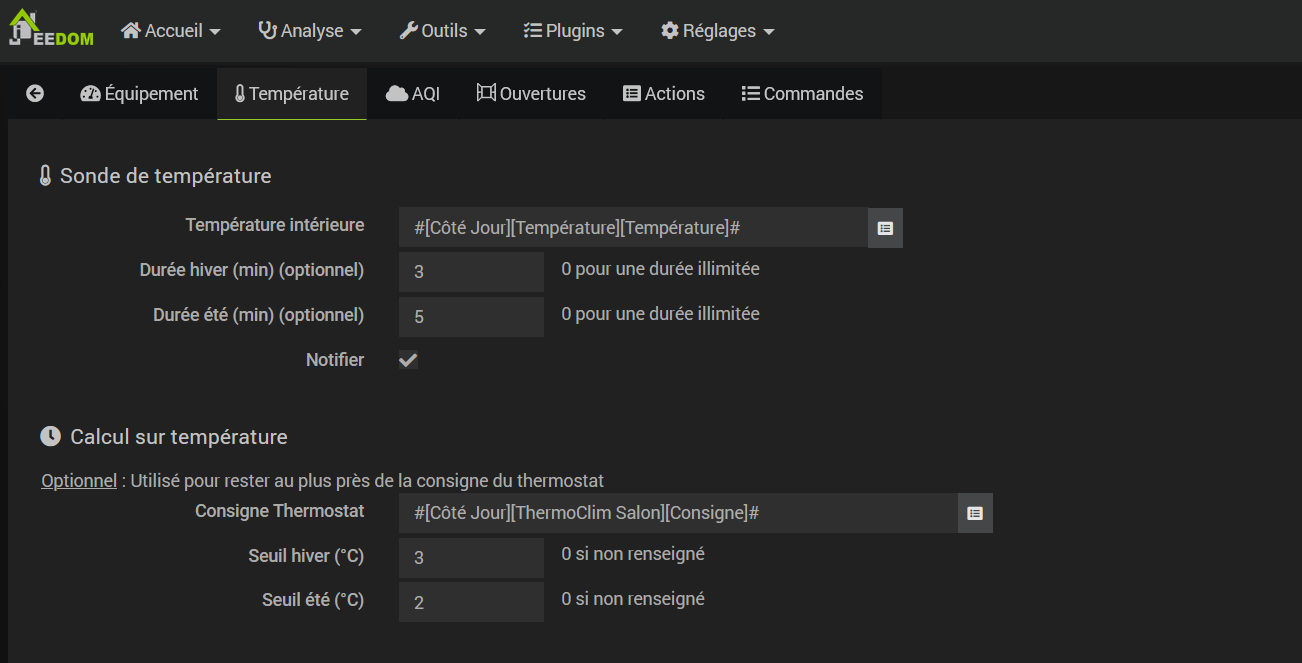 JEEDOM Accueil Analyse Outils Plugins Réglages
Équipement Température AQI Ouvertures Actions Commandes
Sonde de température
Température intérieure #[Côté Jour][Température][Température]#
Durée hiver (min) (optionnel) 3 0 pour une durée illimitée
Durée été (min) (optionnel) 5 0 pour une durée illimitée
Notifier
Calcul sur température
Optionnel : Utilisé pour rester au plus près de la consigne du thermostat
Consigne Thermostat #[Côté Jour][ThermoClim Salon][Consigne]#
Seuil hiver (°C) 3 0 si non renseigné
Seuil été (°C) 2 0 si non renseigné